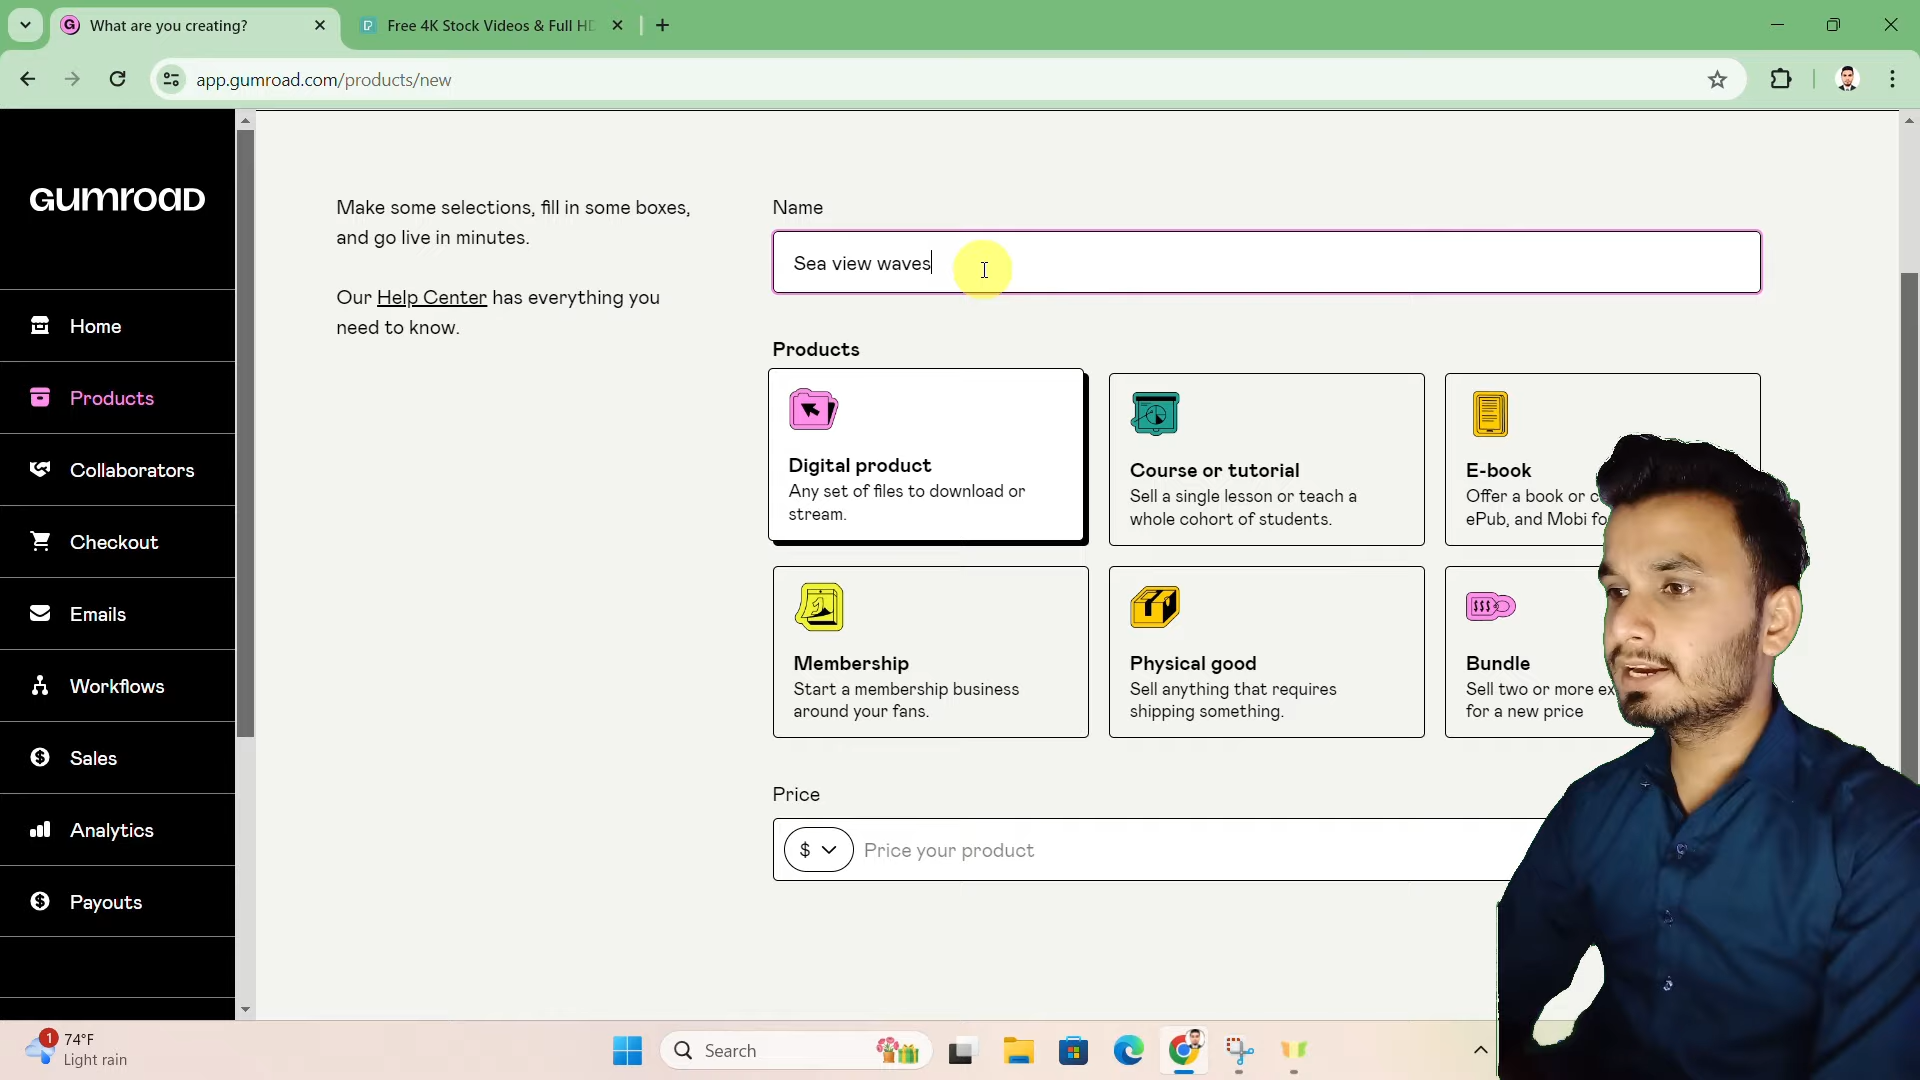 What are you creating?
Free 4K Stock Videos & Full HD
app.gumroad.com/products/new
GUMROAD
Home
Products
Collaborators
Checkout
Emails
Workflows
Sales
Analytics
Payouts
Make some selections, fill in some boxes,
and go live in minutes.
Our Help Center has everything you
need to know.
Name
Sea view waves
Products
Digital product
Any set of files to download or
stream.
Course or tutorial
Sell a single lesson or teach a
whole cohort of students.
E-book
Offer a book or
ePub, and Mobi
Membership
Start a membership business
around your fans.
Physical good
Sell anything that requires
shipping something.
Bundle
Sell two or more
for a new price
Price
$
Price your product
1
74°F
Light rain
Search